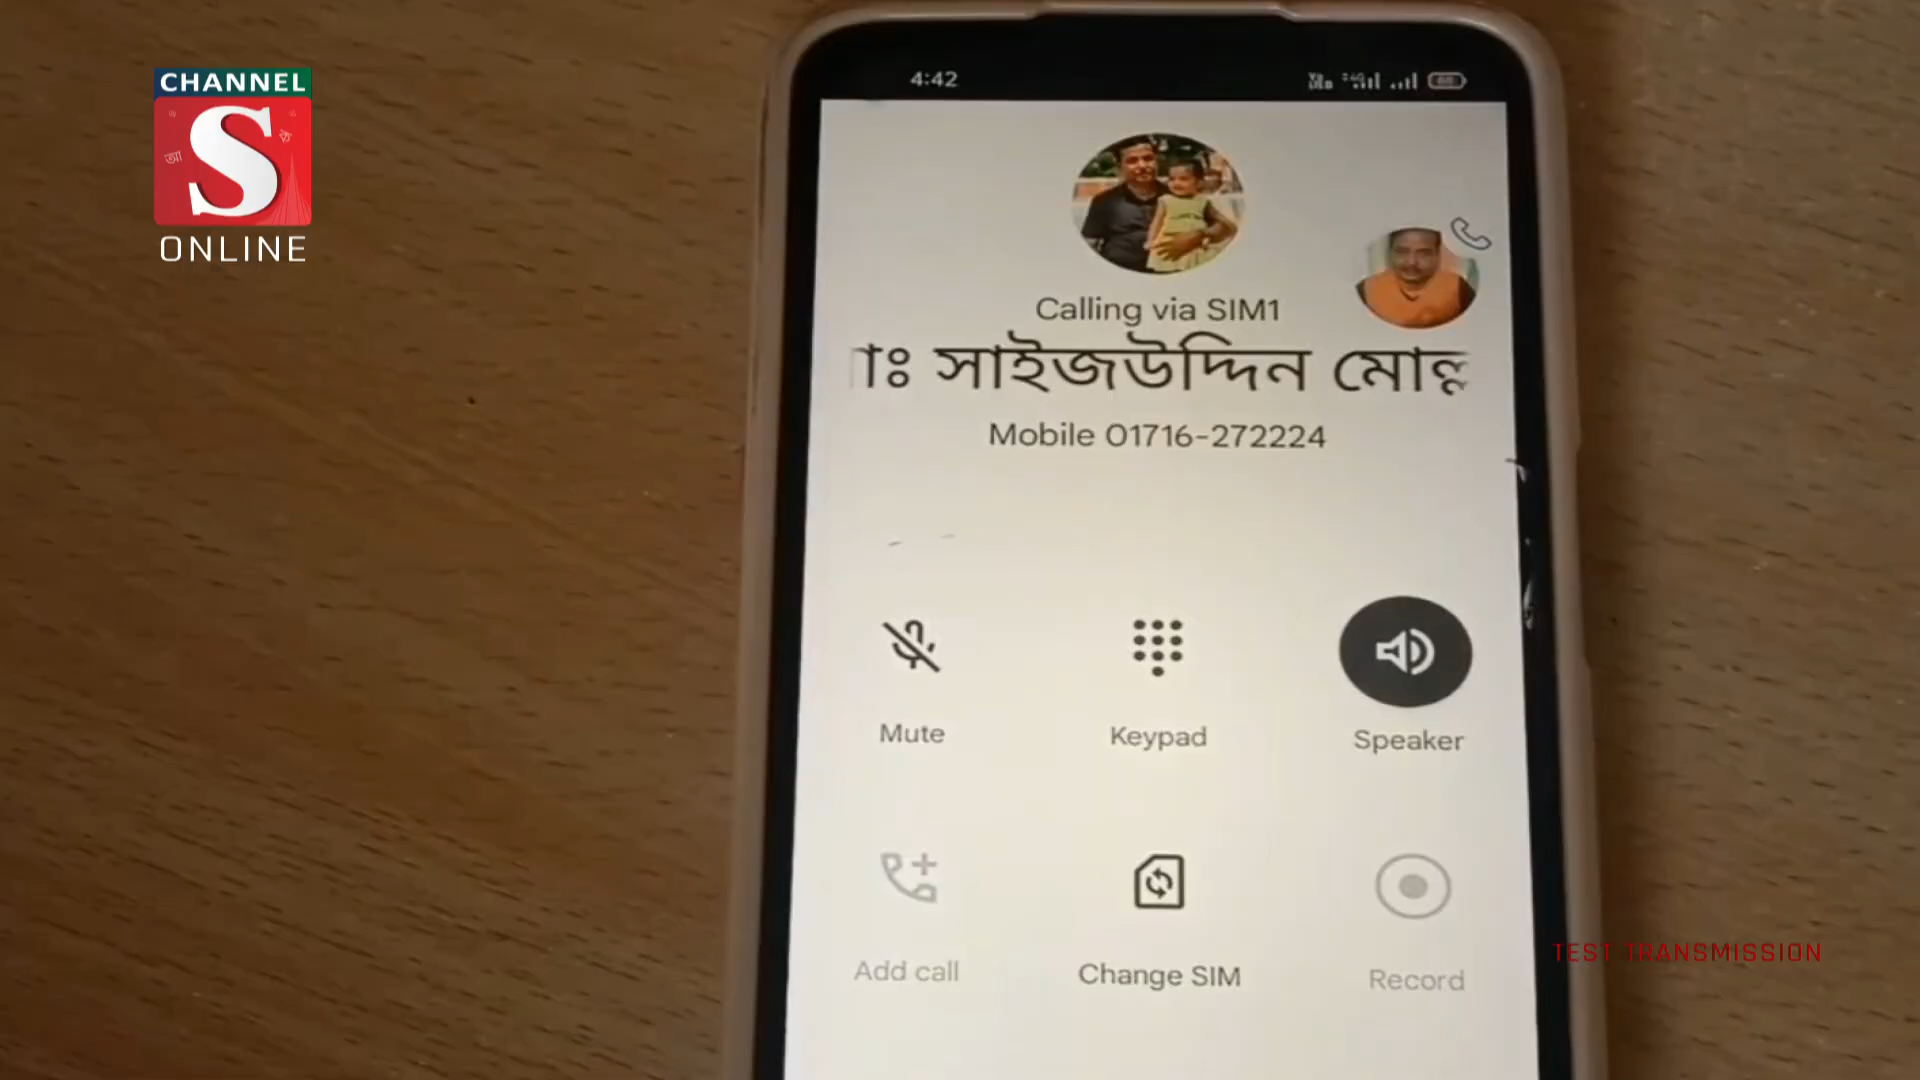 CHANNEL
S
ONLINE
4:42
Calling via SIM1
সাইজউদ্দিন
Mobile 01716-272224
Mute
Keypad
Speaker
Add call
Change SIM
Record
TEST TRANSMISSION